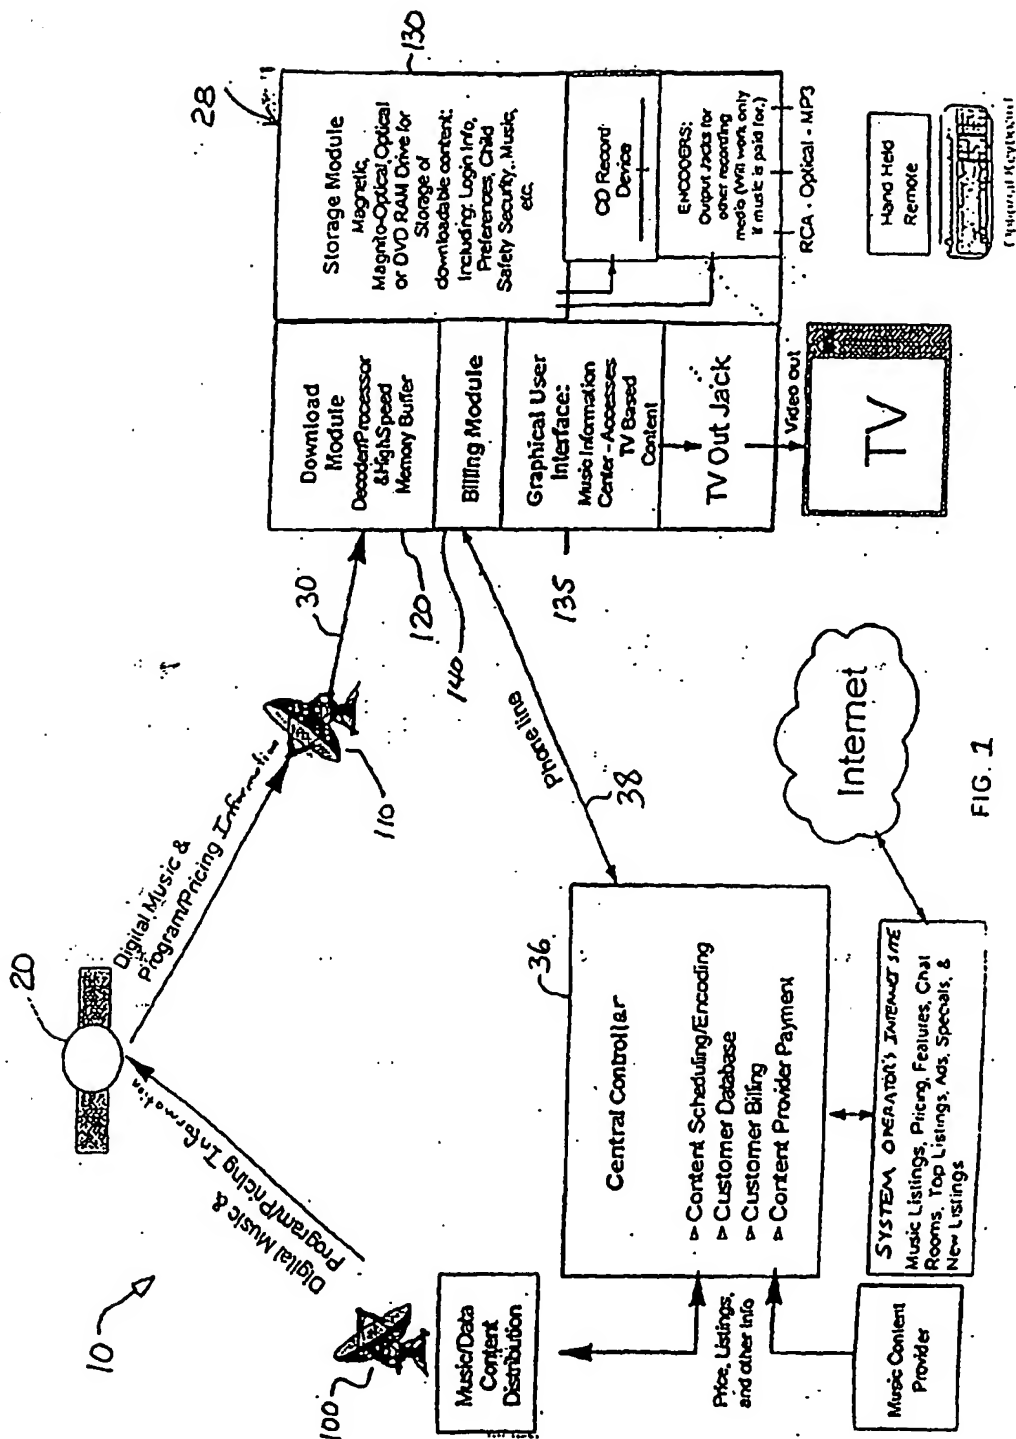 10
20
100
Music/Data
Content
Distribution
Digital Music &
Program/Pricing Information
Digital Music &
Program/Pricing Information
110
30
120
140
28
130
Download
Module
Decoder/Processor
& High Speed
Memory Buffer
Billing Module
Graphical User
Interface:
Music Information
Center - Accesses
TV Based
Content
135
TV Out Jack
Storage Module
Magnetic,
Magnito-Optical, Optical
or DVD RAM Drive for
Storage of
downloadable content:
Including: Login Info,
Preferences, Child
Safety Security, Music,
etc.
CD Record
Device
ENCODERS:
Output Jacks for
other recording
media (Will work only
if music is paid for.)
RCA - Optical - MP3
Video out
TV
Hand Held
Remote
Optional Keyboard
Phone line
38
36
Central Controller
Content Scheduling/Encoding
Customer Database
Customer Billing
Content Provider Payment
Price, Listings,
and other Info
Music Content
Provider
SYSTEM OPERATOR'S INTERNET SITE
Music Listings, Pricing, Features, Chat
Rooms, Top Listings, Ads, Specials, &
New Listings
Internet
FIG. 1